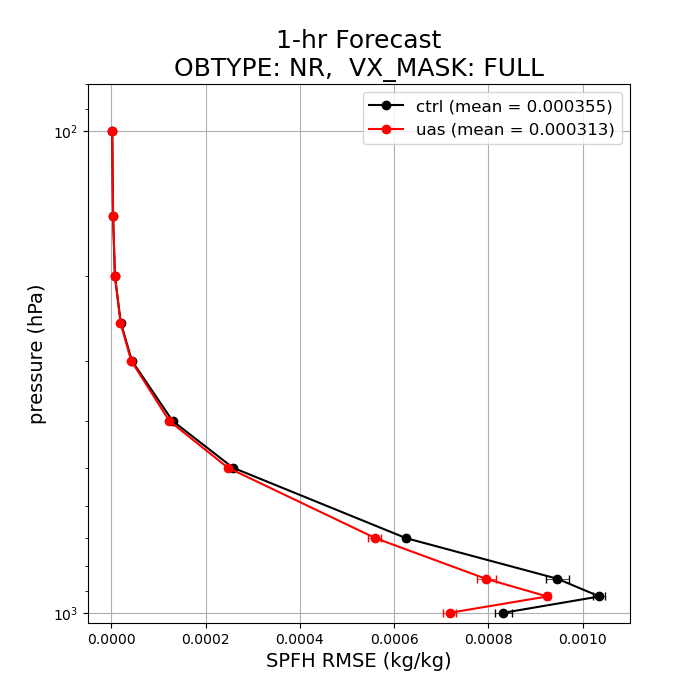 1-hr Forecast
OBTYPE: NR,  VX_MASK: FULL
ctrl (mean = 0.000355)
uas (mean = 0.000313)
10²
10³
pressure (hPa)
0.0000 0.0002 0.0004 0.0006 0.0008 0.0010
SPFH RMSE (kg/kg)